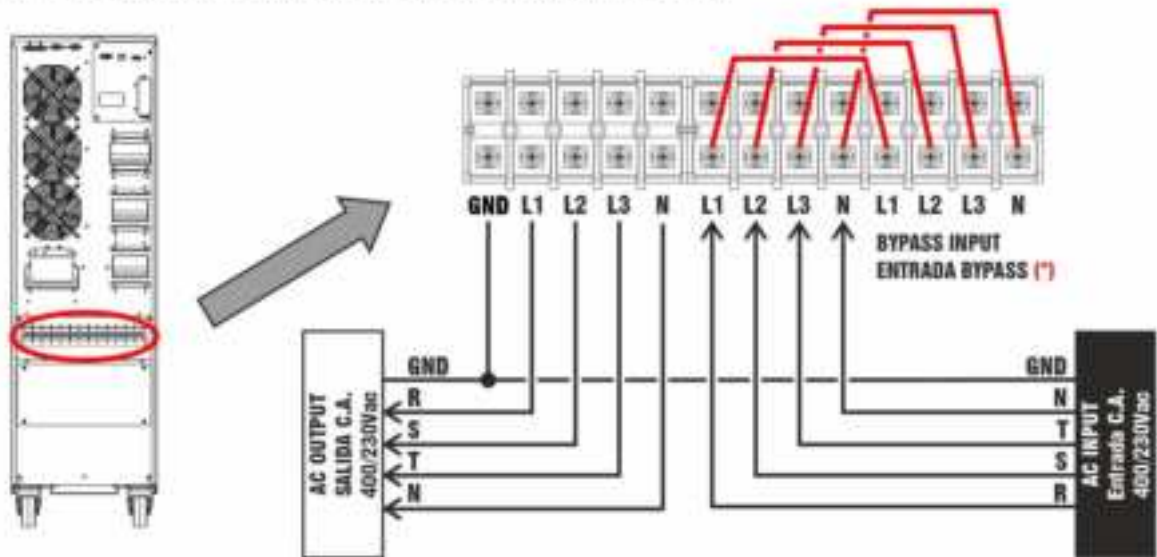 GND L1 L2 L3 N L1 L2 L3 N L1 L2 L3 N
BYPASS INPUT
ENTRADA BYPASS (*)
AC OUTPUT
SALIDA C.A.
400/230Vac
GND
R
S
T
N
GND
N
T
S
R
AC INPUT
Entrada C.A.
400/230Vac